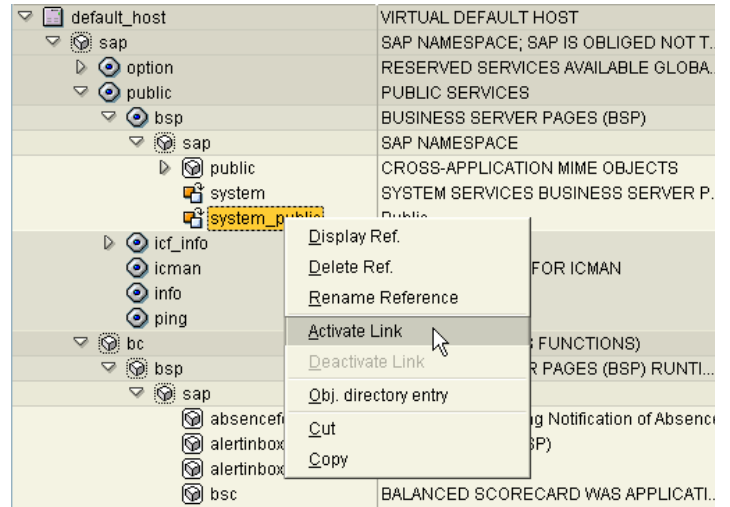 default_host VIRTUAL DEFAULT HOST
sap SAP NAMESPACE; SAP IS OBLIGED NOT T...
option RESERVED SERVICES AVAILABLE GLOBA...
public PUBLIC SERVICES
bsp BUSINESS SERVER PAGES (BSP)
sap SAP NAMESPACE
public CROSS-APPLICATION MIME OBJECTS
system SYSTEM SERVICES BUSINESS SERVER P...
system_public Public
Display Ref.
icf_info
Delete Ref.
icman FOR ICMAN
info
Rename Reference
ping
Activate Link
bc S FUNCTIONS)
Deactivate Link
bsp R PAGES (BSP) RUNTI...
sap
Obj. directory entry
absencef ng Notification of Absence
Cut
alertinbox SP)
Copy
alertinbox
bsc BALANCED SCORECARD WAS APPLICATI...